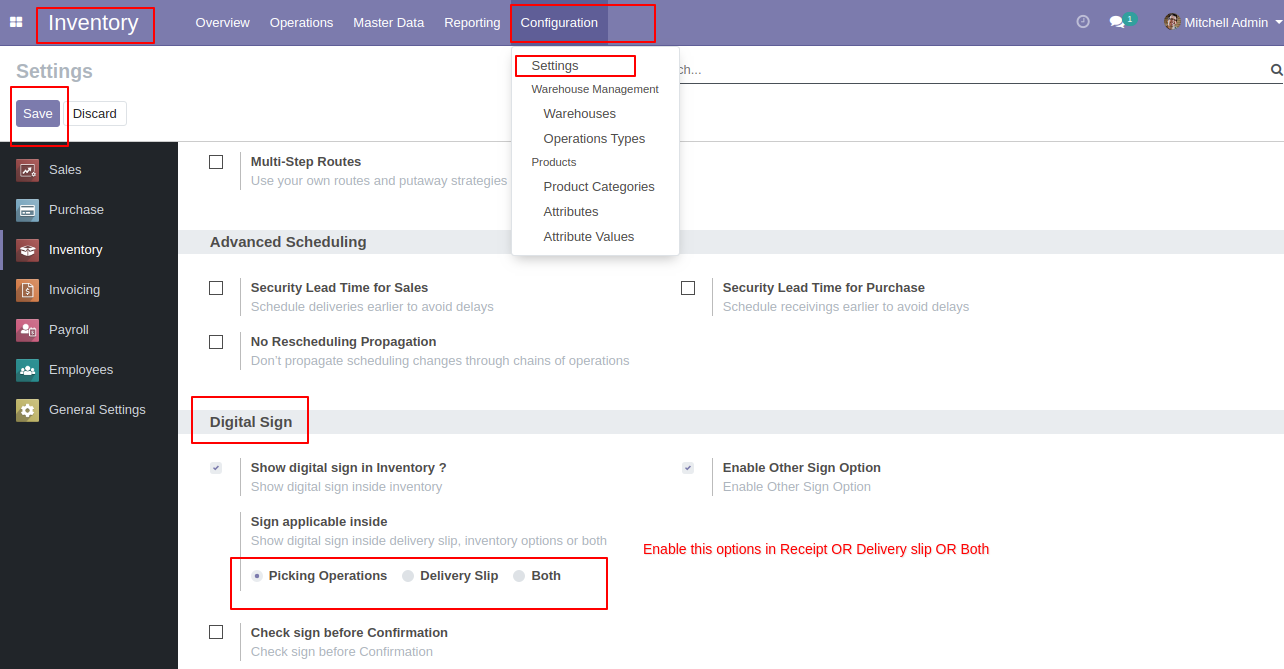 Inventory Overview Operations Master Data Reporting Configuration 1 Mitchell Admin
Settings
ch...
Save Discard
Settings
Warehouse Management
Warehouses
Operations Types
Products
Product Categories
Attributes
Attribute Values
Sales
Purchase
Inventory
Invoicing
Payroll
Employees
General Settings
Multi-Step Routes
Use your own routes and putaway strategies
Advanced Scheduling
Security Lead Time for Sales
Schedule deliveries earlier to avoid delays
Security Lead Time for Purchase
Schedule receivings earlier to avoid delays
No Rescheduling Propagation
Don't propagate scheduling changes through chains of operations
Digital Sign
Show digital sign in Inventory ?
Show digital sign inside inventory
Enable Other Sign Option
Enable Other Sign Option
Sign applicable inside
Show digital sign inside delivery slip, inventory options or both
Enable this options in Receipt OR Delivery slip OR Both
Picking Operations Delivery Slip Both
Check sign before Confirmation
Check sign before Confirmation